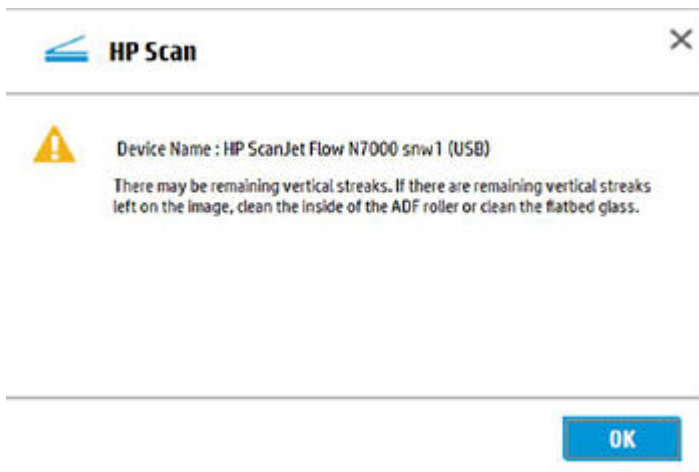 HP Scan
Device Name : HP ScanJet Flow N7000 snw1 (USB)
There may be remaining vertical streaks. If there are remaining vertical streaks
left on the image, clean the inside of the ADF roller or clean the flatbed glass.
OK